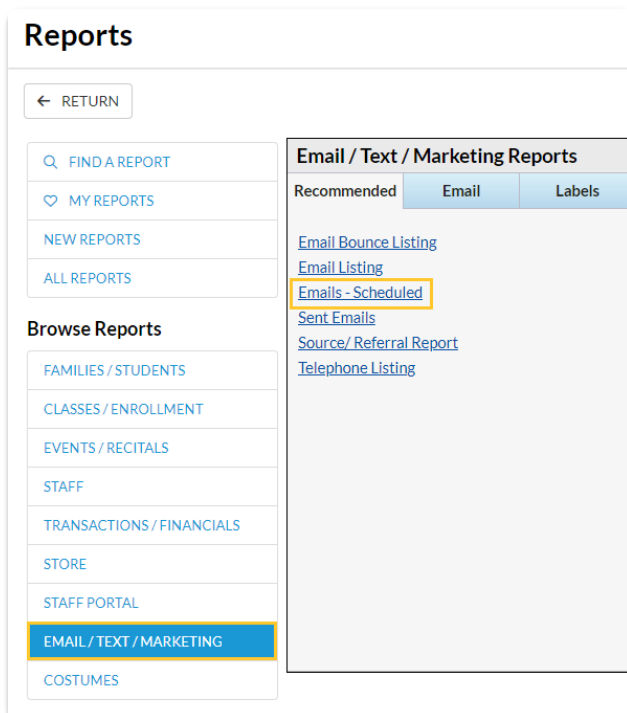 Reports
← RETURN
FIND A REPORT
MY REPORTS
NEW REPORTS
ALL REPORTS
Browse Reports
FAMILIES / STUDENTS
CLASSES / ENROLLMENT
EVENTS / RECITALS
STAFF
TRANSACTIONS / FINANCIALS
STORE
STAFF PORTAL
EMAIL / TEXT / MARKETING
COSTUMES
Email / Text / Marketing Reports
Recommended Email Labels
Email Bounce Listing
Email Listing
Emails - Scheduled
Sent Emails
Source/ Referral Report
Telephone Listing